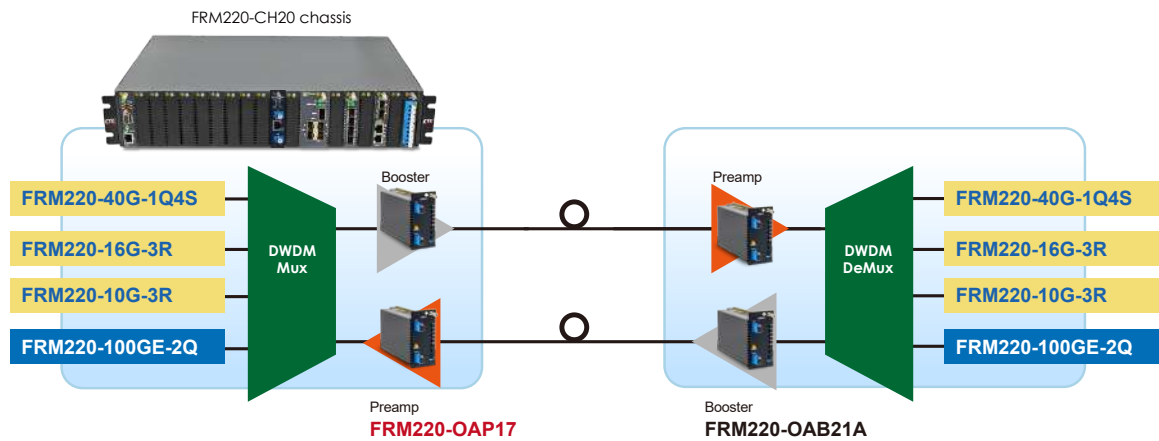 FRM220-CH20 chassis
Booster
Preamp
FRM220-40G-1Q4S
FRM220-40G-1Q4S
DWDM
Mux
DWDM
DeMux
FRM220-16G-3R
FRM220-16G-3R
FRM220-10G-3R
FRM220-10G-3R
FRM220-100GE-2Q
FRM220-100GE-2Q
Preamp
FRM220-OAP17
Booster
FRM220-OAB21A